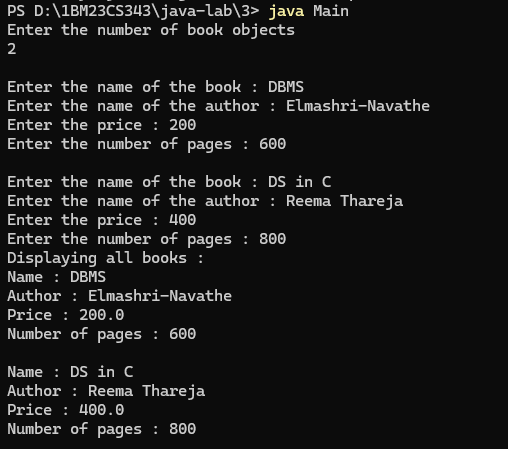 PS D:\1BM23CS343\java-lab\3> java Main
Enter the number of book objects
2
Enter the name of the book : DBMS
Enter the name of the author : Elmashri-Navathe
Enter the price : 200
Enter the number of pages : 600
Enter the name of the book : DS in C
Enter the name of the author : Reema Thareja
Enter the price : 400
Enter the number of pages : 800
Displaying all books :
Name : DBMS
Author : Elmashri-Navathe
Price : 200.0
Number of pages : 600
Name : DS in C
Author : Reema Thareja
Price : 400.0
Number of pages : 800